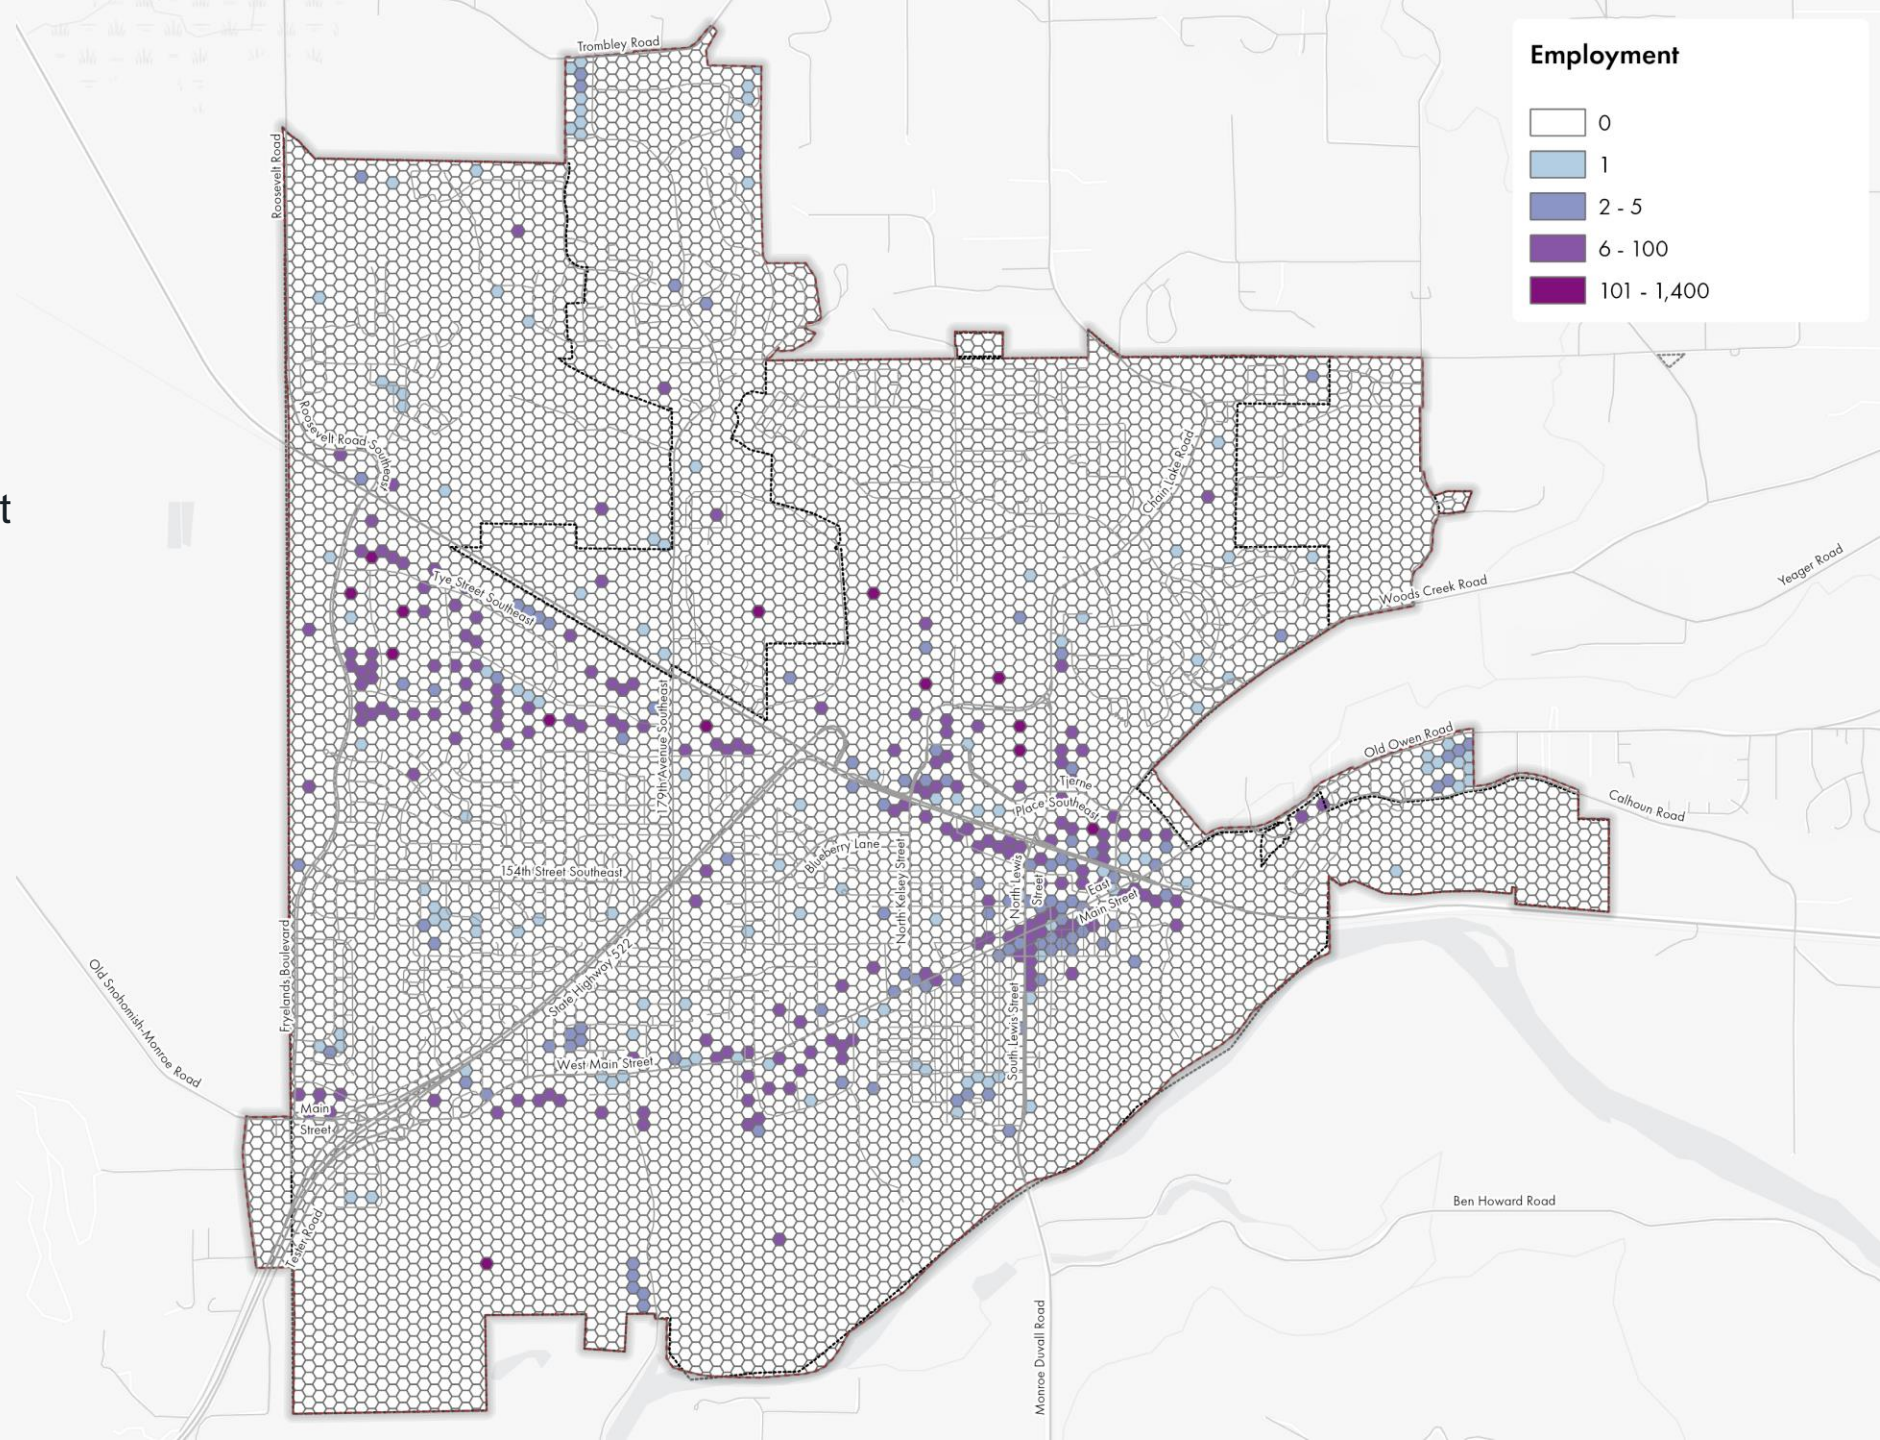 Trombley Road
Employment
0
1
2 - 5
6 - 100
101 - 1,400
Roosevelt Road
Roosevelt Road Southeast
Chain Lake Road
t
Tye Street Southeast
Woods Creek Road
Yeager Road
179th Avenue Southeast
Old Owen Road
Tjerne
Place Southeast
Calhoun Road
Blueberry Lane
154th Street Southeast
North Kelsey Street
North Lewis
Street
East
Main Street
Fryelands Boulevard
State Highway 522
Old Snohomish-Monroe Road
South Lewis Street
West Main Street
Main
Street
Tester Road
Ben Howard Road
Monroe Duvall Road